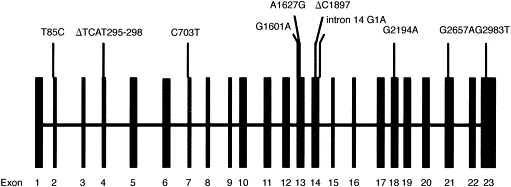 A1627G ΔC1897
T85C ΔTCAT295-298 C703T G1601A intron 14 G1A G2194A G2657AG2983T
Exon 1 2 3 4 5 6 7 8 9 10 11 12 13 14 15 16 17 18 19 20 21 22 23